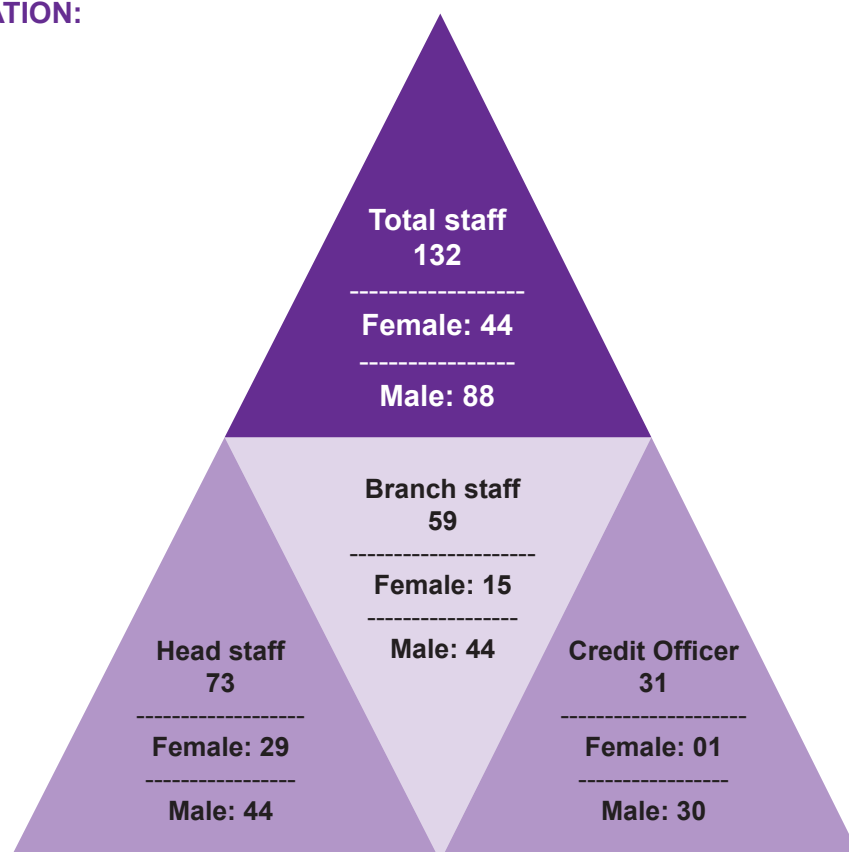 ATION:
Total staff
132
------------------
Female: 44
----------------
Male: 88
Branch staff
59
---------------------
Female: 15
-----------------
Male: 44
Head staff
73
-------------------
Female: 29
-----------------
Male: 44
Credit Officer
31
---------------------
Female: 01
-----------------
Male: 30